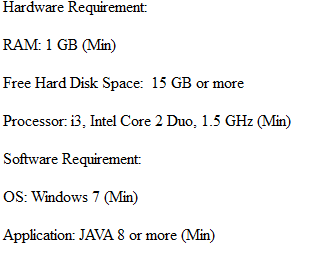 Hardware Requirement:
RAM: 1 GB (Min)
Free Hard Disk Space:  15 GB or more
Processor: i3, Intel Core 2 Duo, 1.5 GHz (Min)
Software Requirement:
OS: Windows 7 (Min)
Application: JAVA 8 or more (Min)